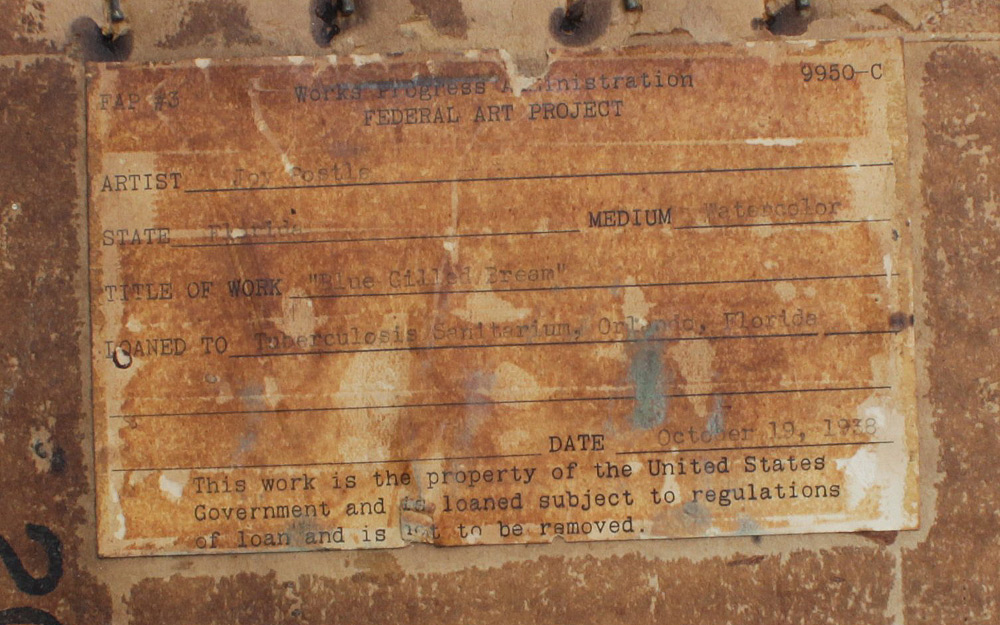 FAP #3 Works Progress Administration 9950-C
FEDERAL ART PROJECT
ARTIST Joy Postle
STATE Florida MEDIUM Watercolor
TITLE OF WORK "Blue Gilled Bream"
LOANED TO Tuberculosis Sanitarium, Orlando, Florida
DATE October 19, 1938
This work is the property of the United States
Government and is loaned subject to regulations
of loan and is not to be removed.